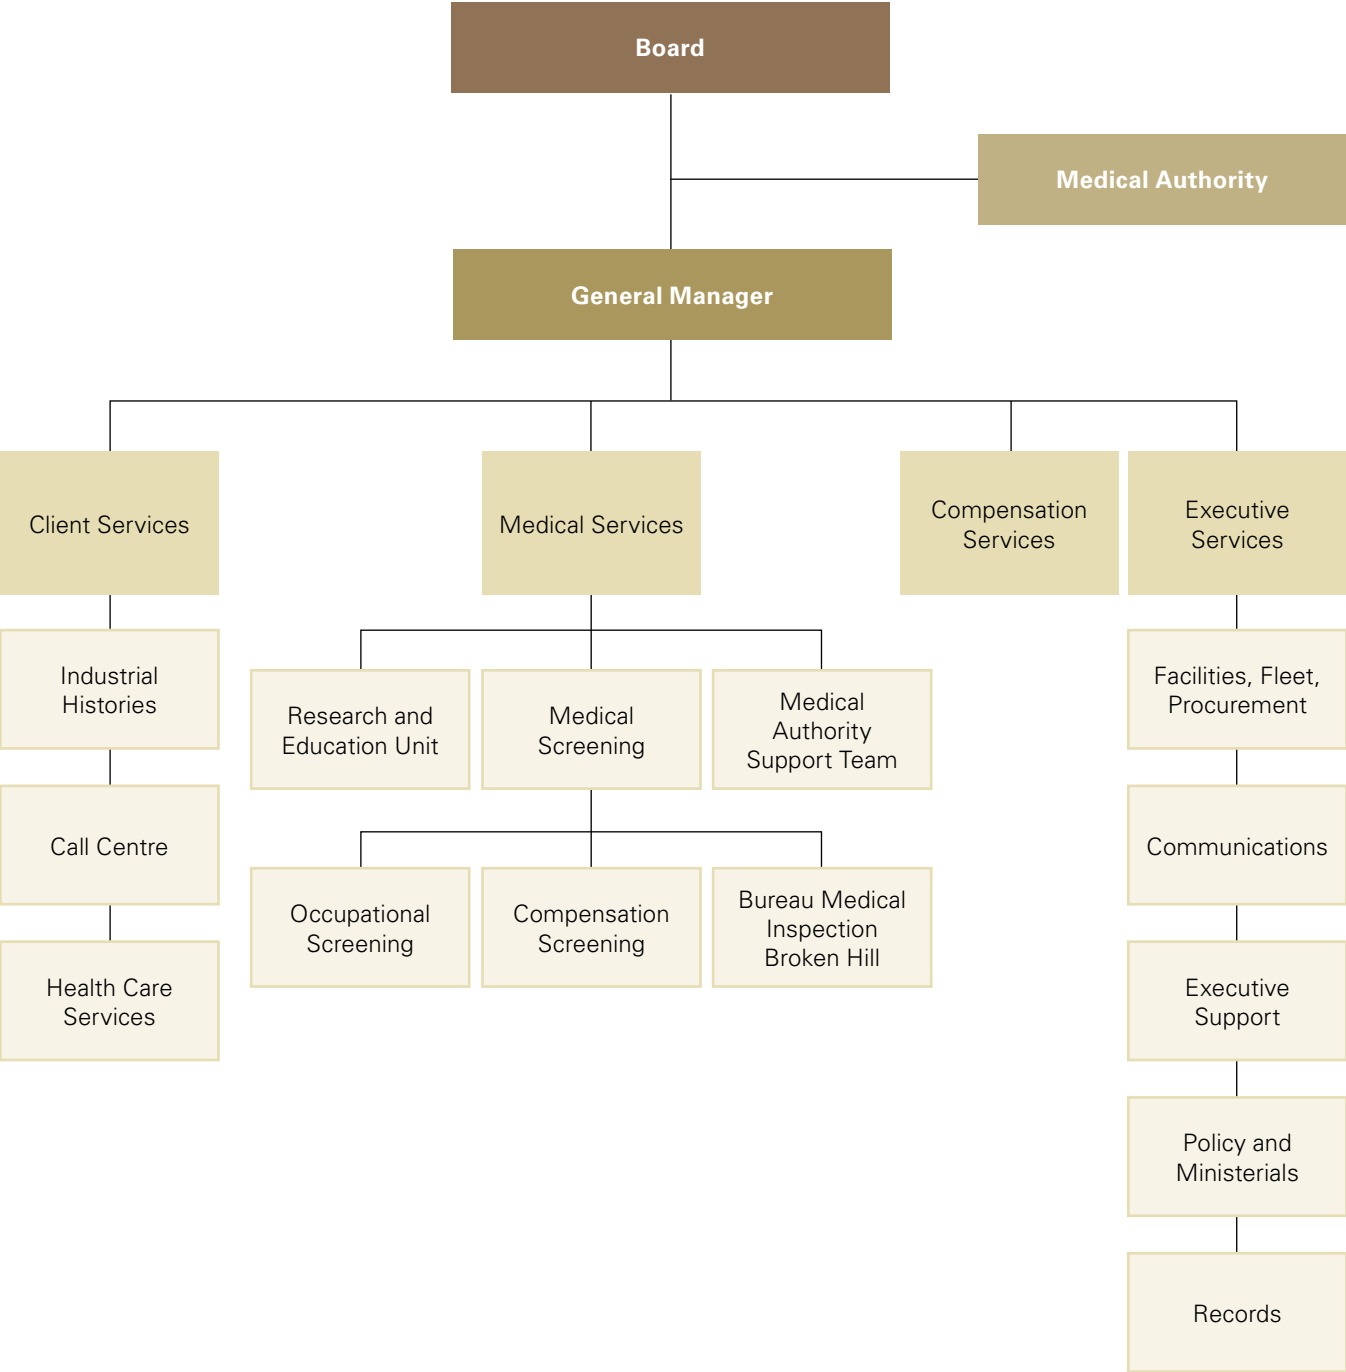 Board
Medical Authority
General Manager
Client Services
Medical Services
Compensation
Services
Executive
Services
Industrial
Histories
Call Centre
Health Care
Services
Research and
Education Unit
Medical
Screening
Medical
Authority
Support Team
Occupational
Screening
Compensation
Screening
Bureau Medical
Inspection
Broken Hill
Facilities, Fleet,
Procurement
Communications
Executive
Support
Policy and
Ministerials
Records